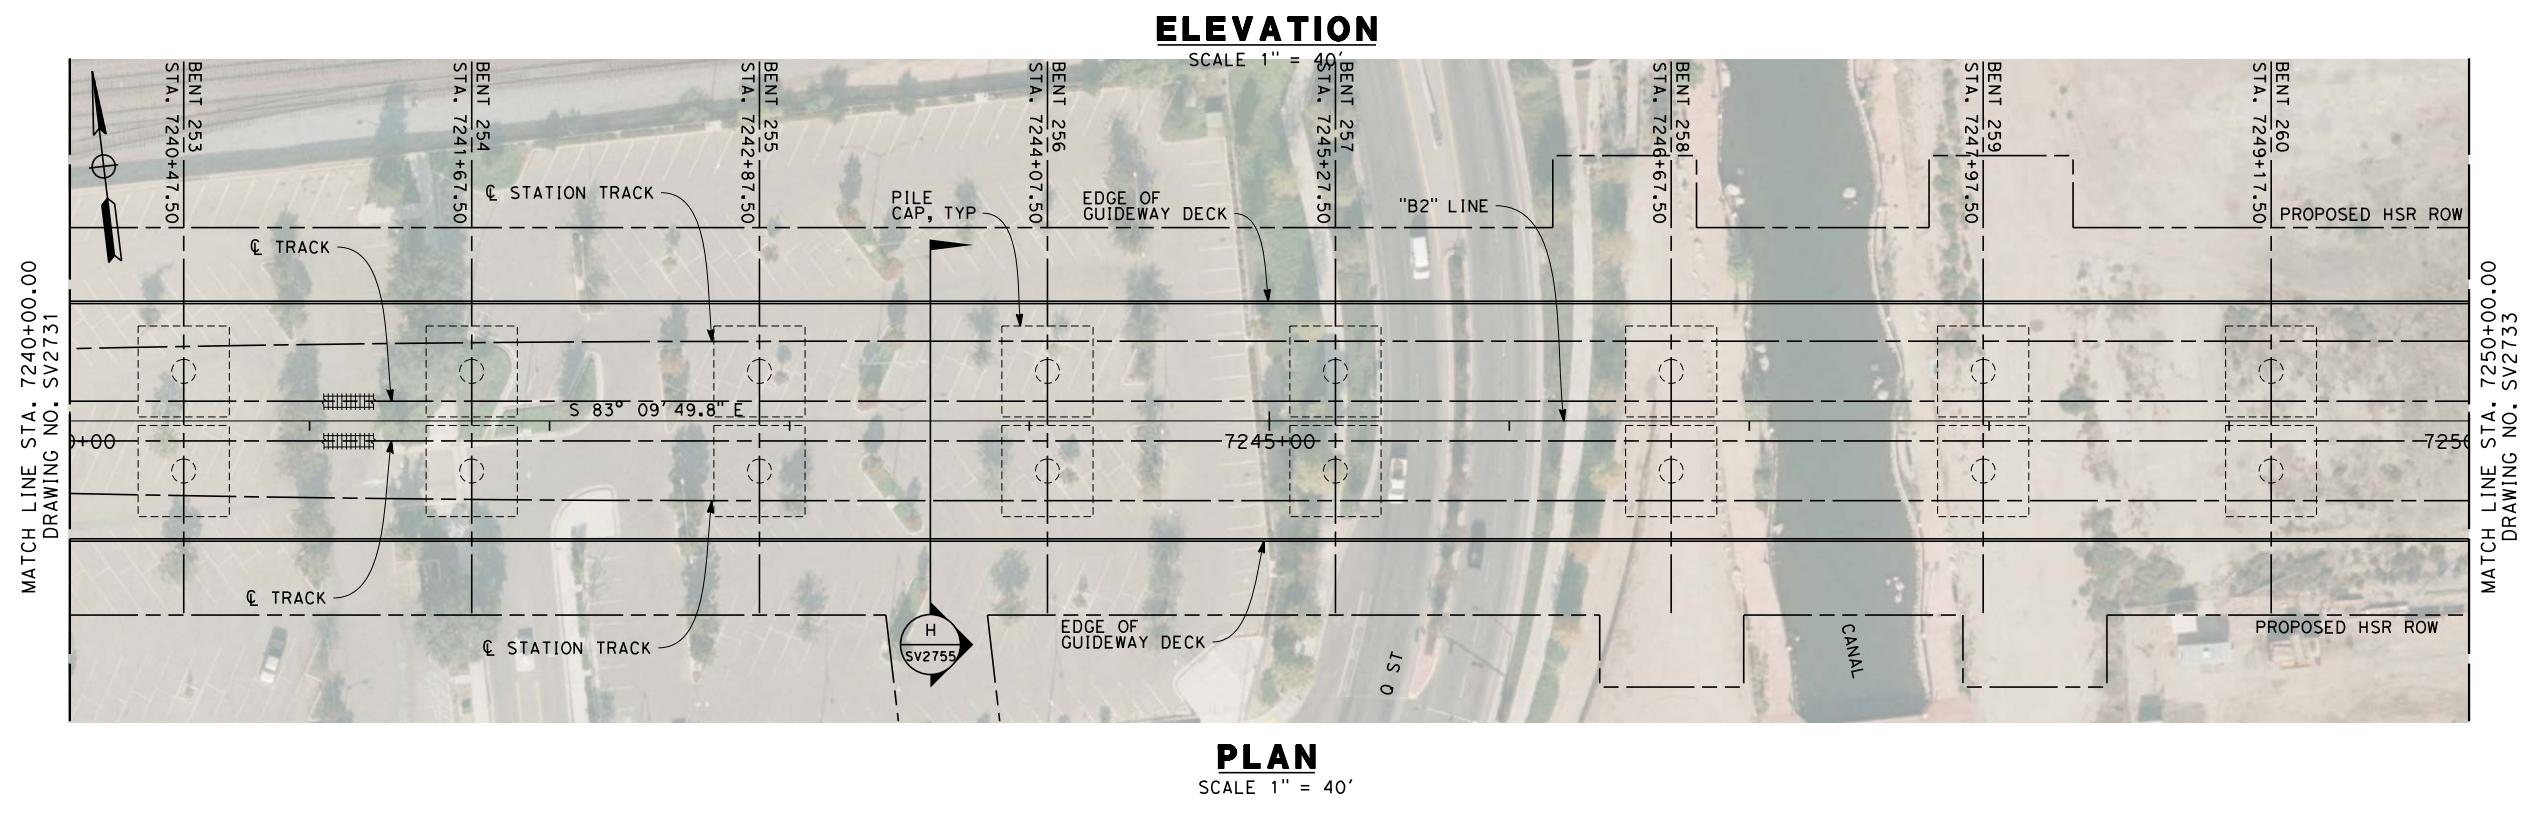 ELEVATION
SCALE 1" = 40'
BENT 253
STA. 7240+47.50
BENT 254
STA. 7241+67.50
BENT 255
STA. 7242+87.50
BENT 256
STA. 7244+07.50
BENT 257
STA. 7245+27.50
BENT 258
STA. 7246+67.50
BENT 259
STA. 7247+97.50
BENT 260
STA. 7249+17.50
℄ STATION TRACK
PILE
CAP, TYP
EDGE OF
GUIDEWAY DECK
"B2" LINE
PROPOSED HSR ROW
℄ TRACK
MATCH LINE STA. 7240+00.00
DRAWING NO. SV2731
MATCH LINE STA. 7250+00.00
DRAWING NO. SV2733
S 83° 09' 49.8" E
0+00
7245+00
7250
℄ TRACK
℄ STATION TRACK
H
SV2755
EDGE OF
GUIDEWAY DECK
Q ST
CANAL
PROPOSED HSR ROW
PLAN
SCALE 1" = 40'